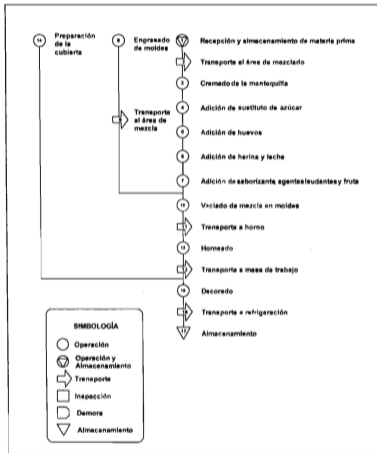 Preparación
de la
cubierta
Engrasado
de moldes
Recepción y almacenamiento de materia prima
Transporte al área de mezclado
Cremado de la mantequilla
Transporte
al área de
mezcla
Adición de sustituto de azúcar
Adición de huevos
Adición de harina y leche
Adición de saborizante, agentes leudantes y fruta
Vaciado de mezcla en moldes
Transporte a horno
Horneado
Transporte a mesa de trabajo
Decorado
Transporte a refrigeración
Almacenamiento
SIMBOLOGÍA
Operación
Operación y
Almacenamiento
Transporte
Inspección
Demora
Almacenamiento